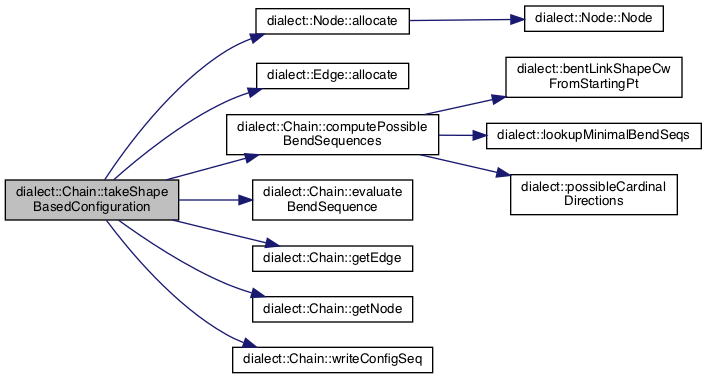 dialect::Chain::takeShape
BasedConfiguration
dialect::Node::allocate
dialect::Node::Node
dialect::Edge::allocate
dialect::Chain::computePossible
BendSequences
dialect::bentLinkShapeCw
FromStartingPt
dialect::lookupMinimalBendSeqs
dialect::possibleCardinal
Directions
dialect::Chain::evaluate
BendSequence
dialect::Chain::getEdge
dialect::Chain::getNode
dialect::Chain::writeConfigSeq